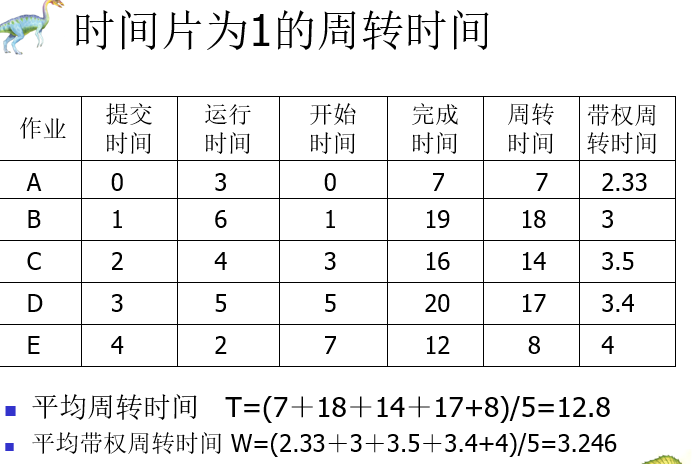 时间片为1的周转时间
作业 提交时间 运行时间 开始时间 完成时间 周转时间 带权周转时间
A 0 3 0 7 7 2.33
B 1 6 1 19 18 3
C 2 4 3 16 14 3.5
D 3 5 5 20 17 3.4
E 4 2 7 12 8 4
平均周转时间 T=(7+18+14+17+8)/5=12.8
平均带权周转时间 W=(2.33+3+3.5+3.4+4)/5=3.246